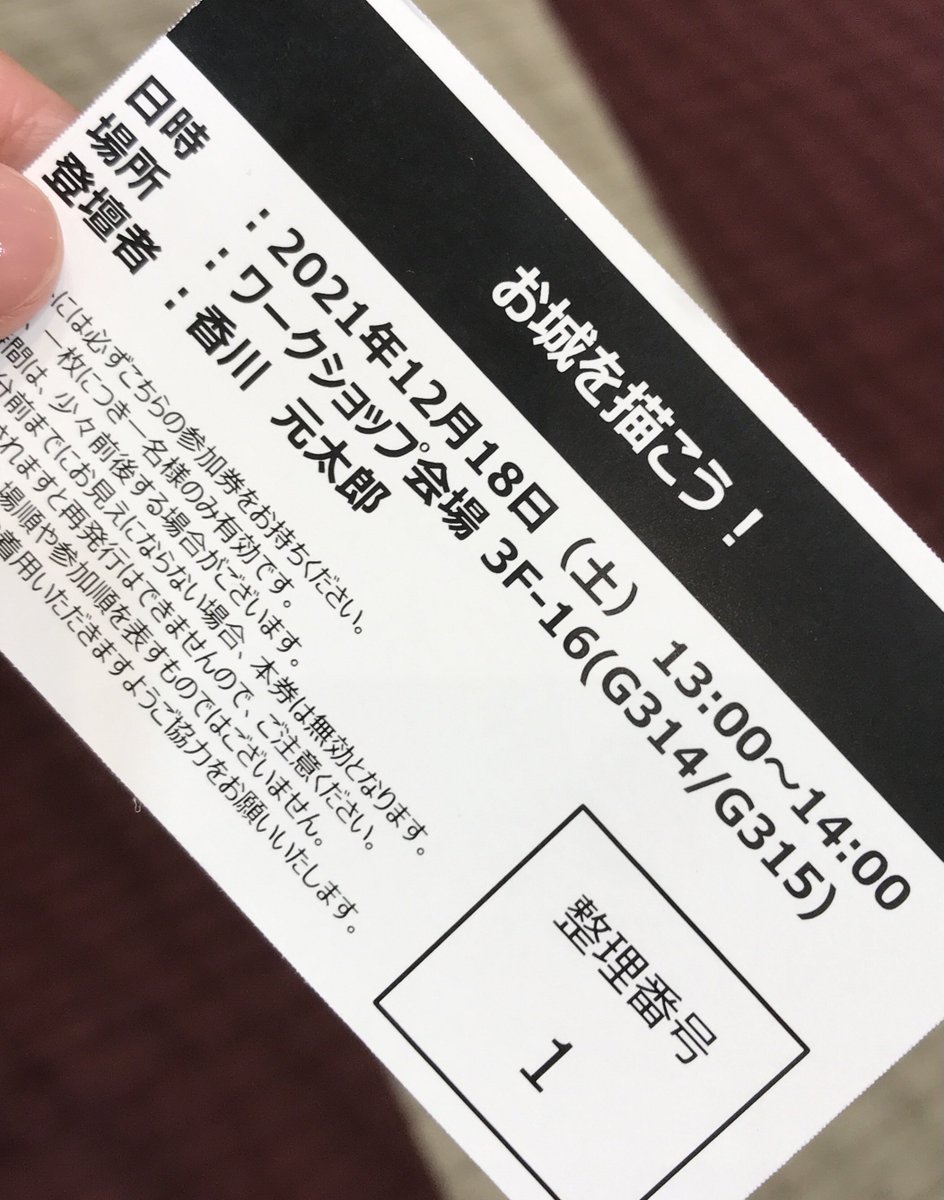 お城を描こう！
日時　：2021年12月18日（土）　13:00～14:00
場所　：ワークショップ会場 3F-16(G314/G315)
登壇者　：香川　元太郎
には必ずこちらの参加券をお持ちください。
、一枚につき一名様のみ有効です。
間は、少々前後する場合がございます。
分前までにお見えにならない場合、本券は無効となります。
されますと再発行はできませんので、ご注意ください。
場順や参加順を表すものではございません。
着用いただきますようご協力をお願いいたします。
整理番号
1